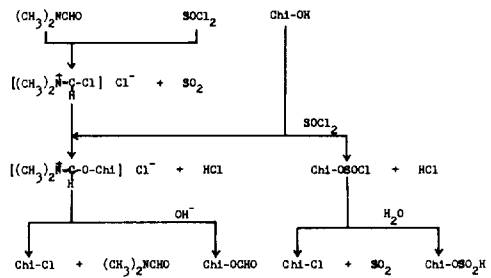 (CH3)2NCHO SOCl2 Chi-OH
[(CH3)2N+=C-Cl] Cl- + SO2
H
SOCl2
[(CH3)2N+=C-O-Chi] Cl- + HCl Chi-OSOCl + HCl
H
OH- H2O
Chi-Cl + (CH3)2NCHO Chi-OCHO Chi-Cl + SO2 Chi-OSO2H